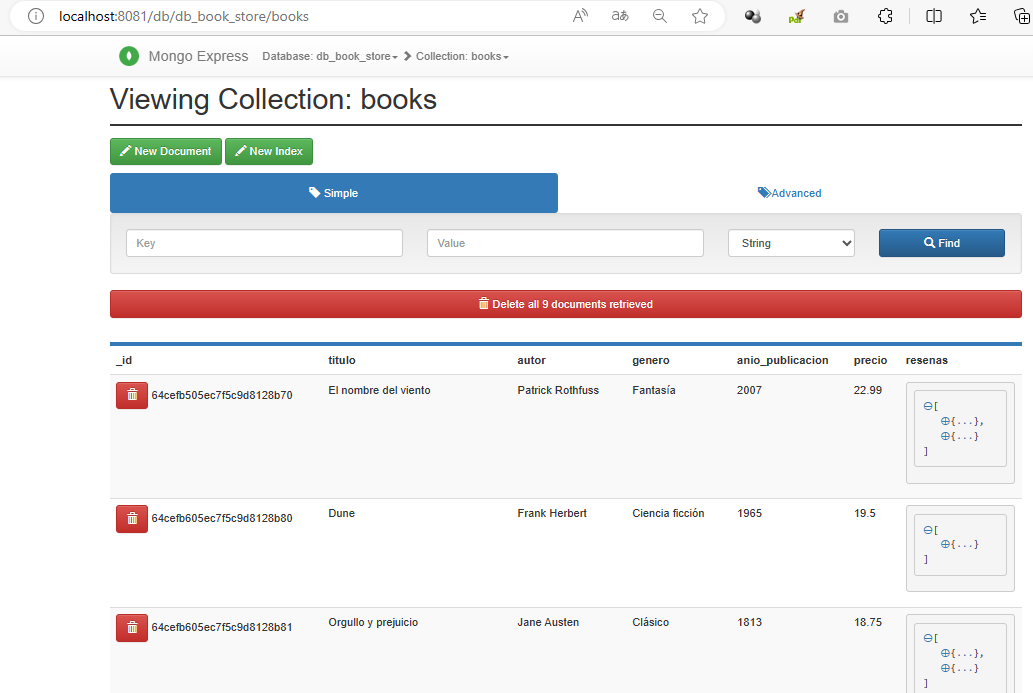 localhost:8081/db/db_book_store/books
Mongo Express Database: db_book_store Collection: books
Viewing Collection: books
New Document New Index
Simple Advanced
Key Value String Find
Delete all 9 documents retrieved
_id titulo autor genero anio_publicacion precio resenas
64cefb505ec7f5c9d8128b70 El nombre del viento Patrick Rothfuss Fantasía 2007 22.99
[
{...},
{...}
]
64cefb605ec7f5c9d8128b80 Dune Frank Herbert Ciencia ficción 1965 19.5
[
{...}
]
64cefb605ec7f5c9d8128b81 Orgullo y prejuicio Jane Austen Clásico 1813 18.75
[
{...},
{...}
]